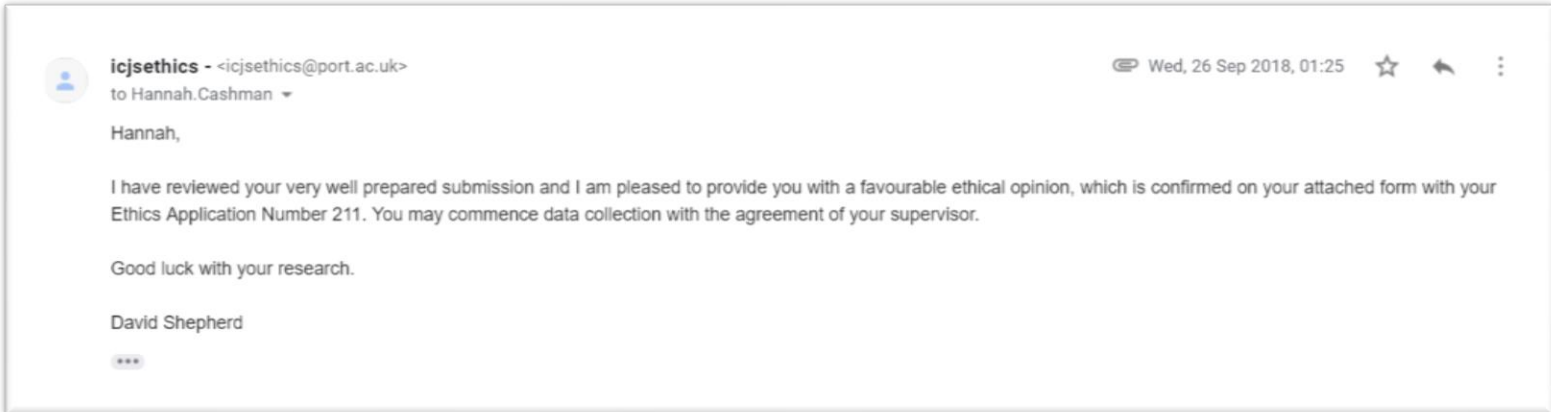 icjsethics - <icjsethics@port.ac.uk>
Wed, 26 Sep 2018, 01:25
to Hannah.Cashman
Hannah,
I have reviewed your very well prepared submission and I am pleased to provide you with a favourable ethical opinion, which is confirmed on your attached form with your
Ethics Application Number 211. You may commence data collection with the agreement of your supervisor.
Good luck with your research.
David Shepherd